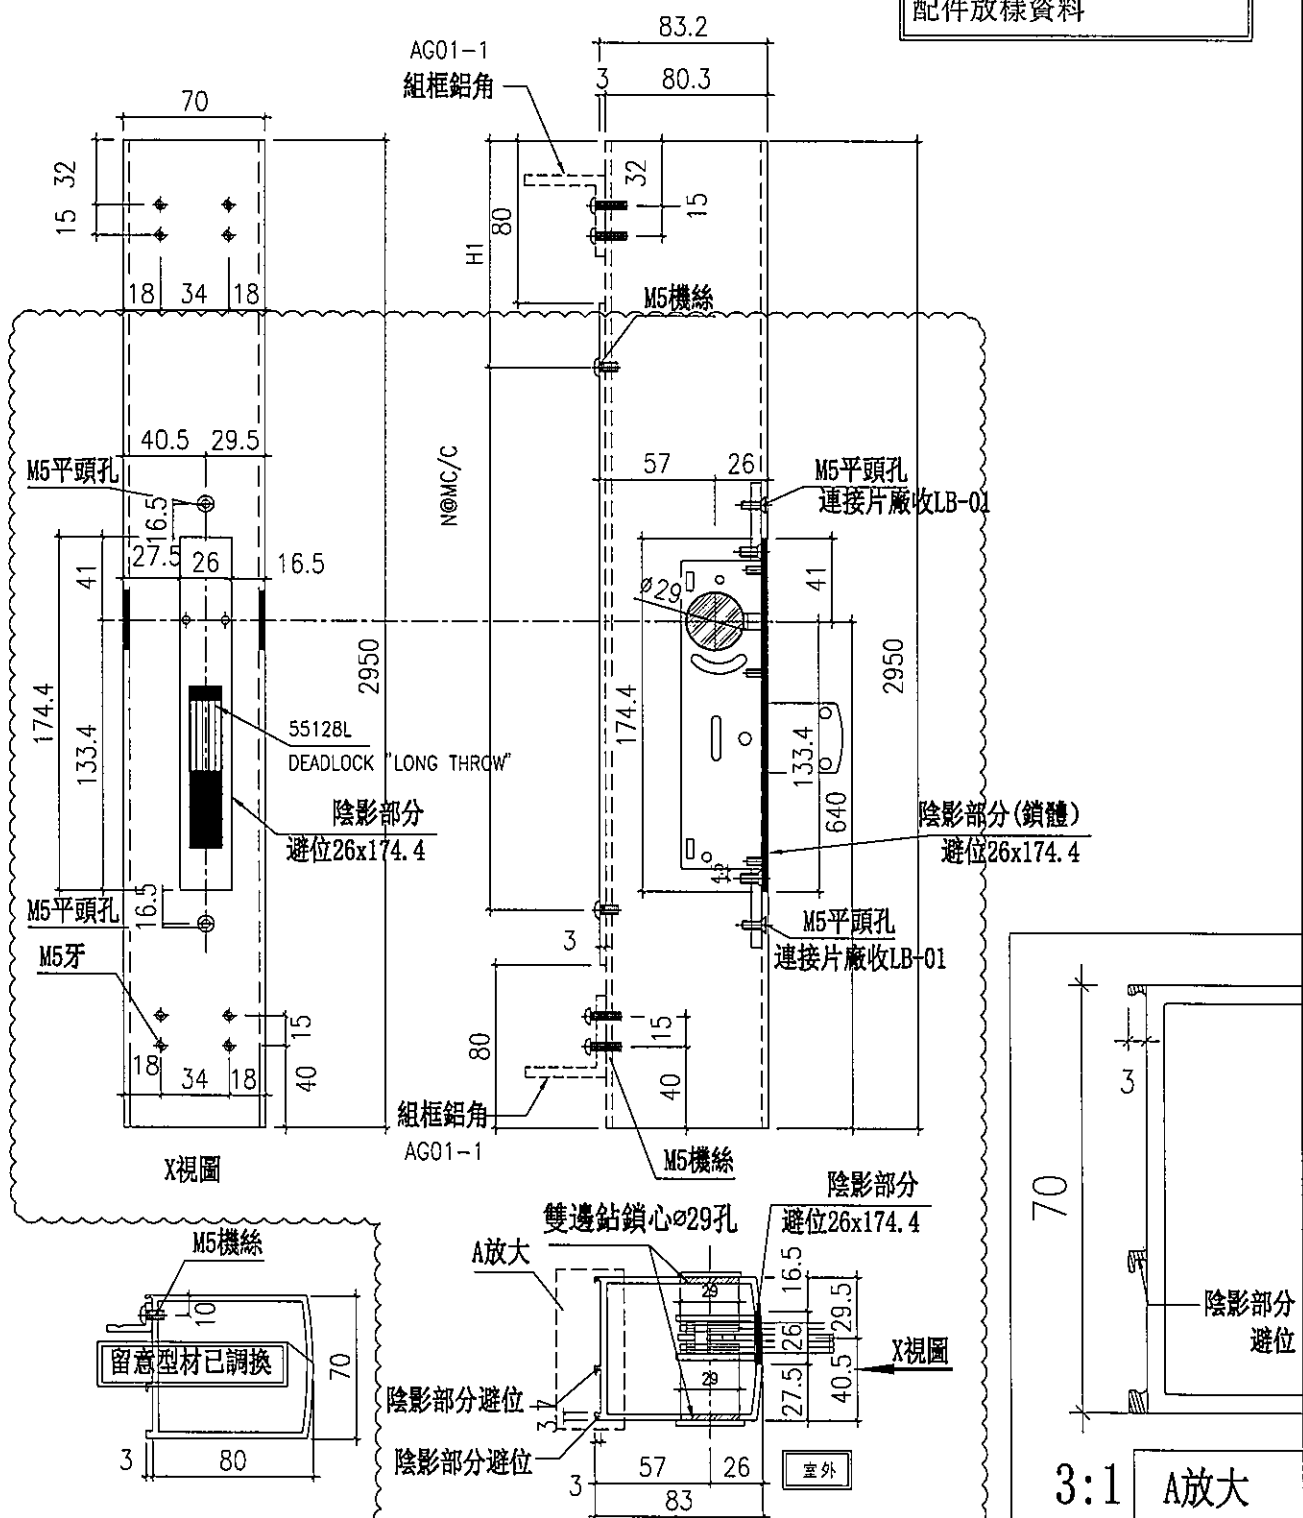 配件放樣資料
83.2
AG01-1
組框鋁角
3
80.3
70
32
15
18
34
18
32
15
80
H1
M5機絲
40.5
29.5
M5平頭孔
16.5
27.5
26
16.5
41
174.4
133.4
2950
N@MC/C
55128L
DEADLOCK "LONG THROW"
陰影部分
避位26x174.4
16.5
M5平頭孔
M5牙
15
18
34
18
40
X視圖
57
26
M5平頭孔
連接片廠收LB-01
ø29
41
174.4
133.4
640
2950
陰影部分(鎖體)
避位26x174.4
4.5
M5平頭孔
連接片廠收LB-01
3
80
15
40
組框鋁角
AG01-1
M5機絲
M5機絲
10
留意型材已調換
70
3
80
雙邊鉆鎖心ø29孔
A放大
陰影部分
避位26x174.4
29
29
16.5
26
27.5
29.5
40.5
X視圖
陰影部分避位
陰影部分避位
7
3
3
57
26
83
室外
3
70
陰影部分
避位
3:1
A放大